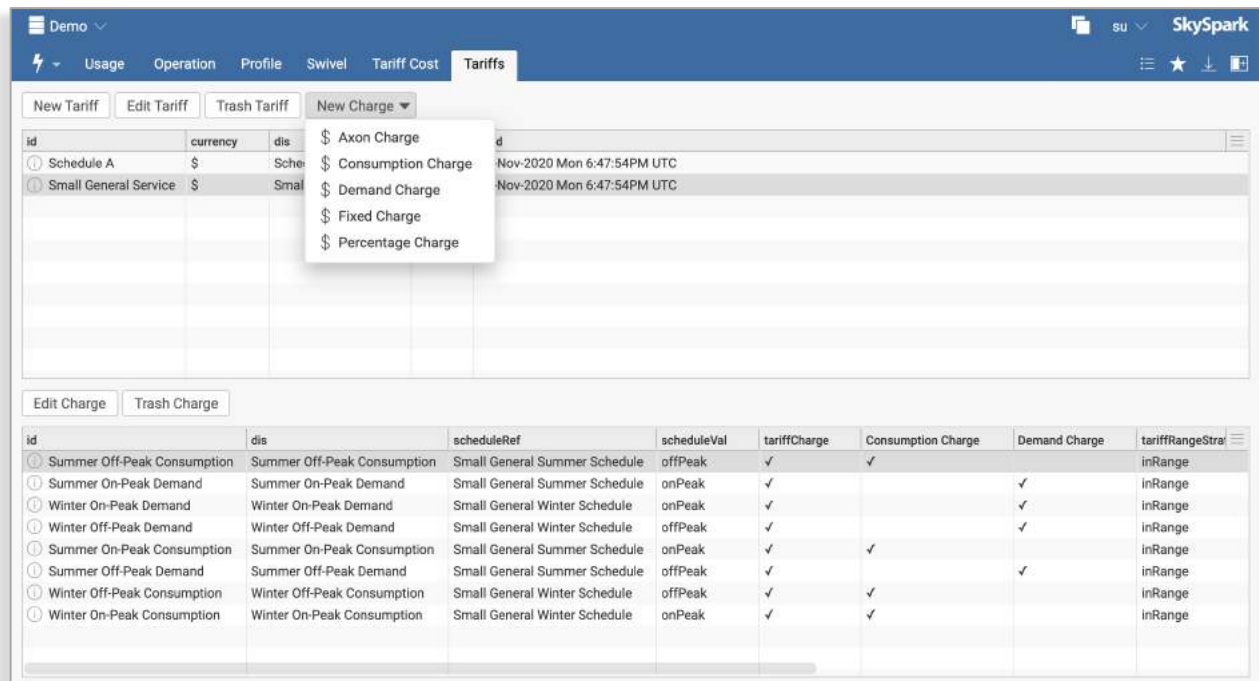 Demo su SkySpark
Usage Operation Profile Swivel Tariff Cost Tariffs
New Tariff Edit Tariff Trash Tariff New Charge
id currency dis d
Schedule A $ Sche -Nov-2020 Mon 6:47:54PM UTC
Small General Service $ Smal -Nov-2020 Mon 6:47:54PM UTC
$ Axon Charge
$ Consumption Charge
$ Demand Charge
$ Fixed Charge
$ Percentage Charge
Edit Charge Trash Charge
id dis scheduleRef scheduleVal tariffCharge Consumption Charge Demand Charge tariffRangeStra
Summer Off-Peak Consumption Summer Off-Peak Consumption Small General Summer Schedule offPeak ✓ ✓ inRange
Summer On-Peak Demand Summer On-Peak Demand Small General Summer Schedule onPeak ✓ ✓ inRange
Winter On-Peak Demand Winter On-Peak Demand Small General Winter Schedule onPeak ✓ ✓ inRange
Winter Off-Peak Demand Winter Off-Peak Demand Small General Winter Schedule offPeak ✓ ✓ inRange
Summer On-Peak Consumption Summer On-Peak Consumption Small General Summer Schedule onPeak ✓ ✓ inRange
Summer Off-Peak Demand Summer Off-Peak Demand Small General Summer Schedule offPeak ✓ ✓ inRange
Winter Off-Peak Consumption Winter Off-Peak Consumption Small General Winter Schedule offPeak ✓ ✓ inRange
Winter On-Peak Consumption Winter On-Peak Consumption Small General Winter Schedule onPeak ✓ ✓ inRange